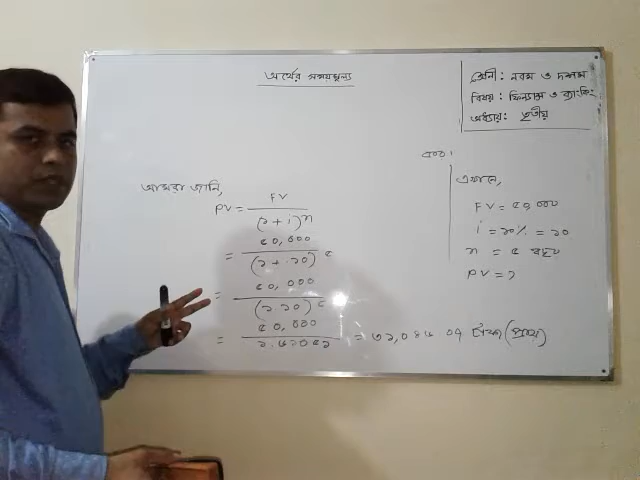 অর্থের সময়মূল্য
শ্রেণী: নবম ও দশম
বিষয়: ফিন্যান্স ও ব্যাংকিং
অধ্যায়: তৃতীয়
আমরা জানি,
PV = FV / (১ + i)^n
= ৫০,০০০ / (১ + .১০)^৫
= ৫০,০০০ / (১.১০)^৫
= ৫০,০০০ / ১.৬১০৫১ = ৩১,০৪৬.০৭ টাকা (প্রায়)
এখানে,
FV = ৫০,০০০
i = ১০% = .১০
n = ৫ বছর
PV = ?